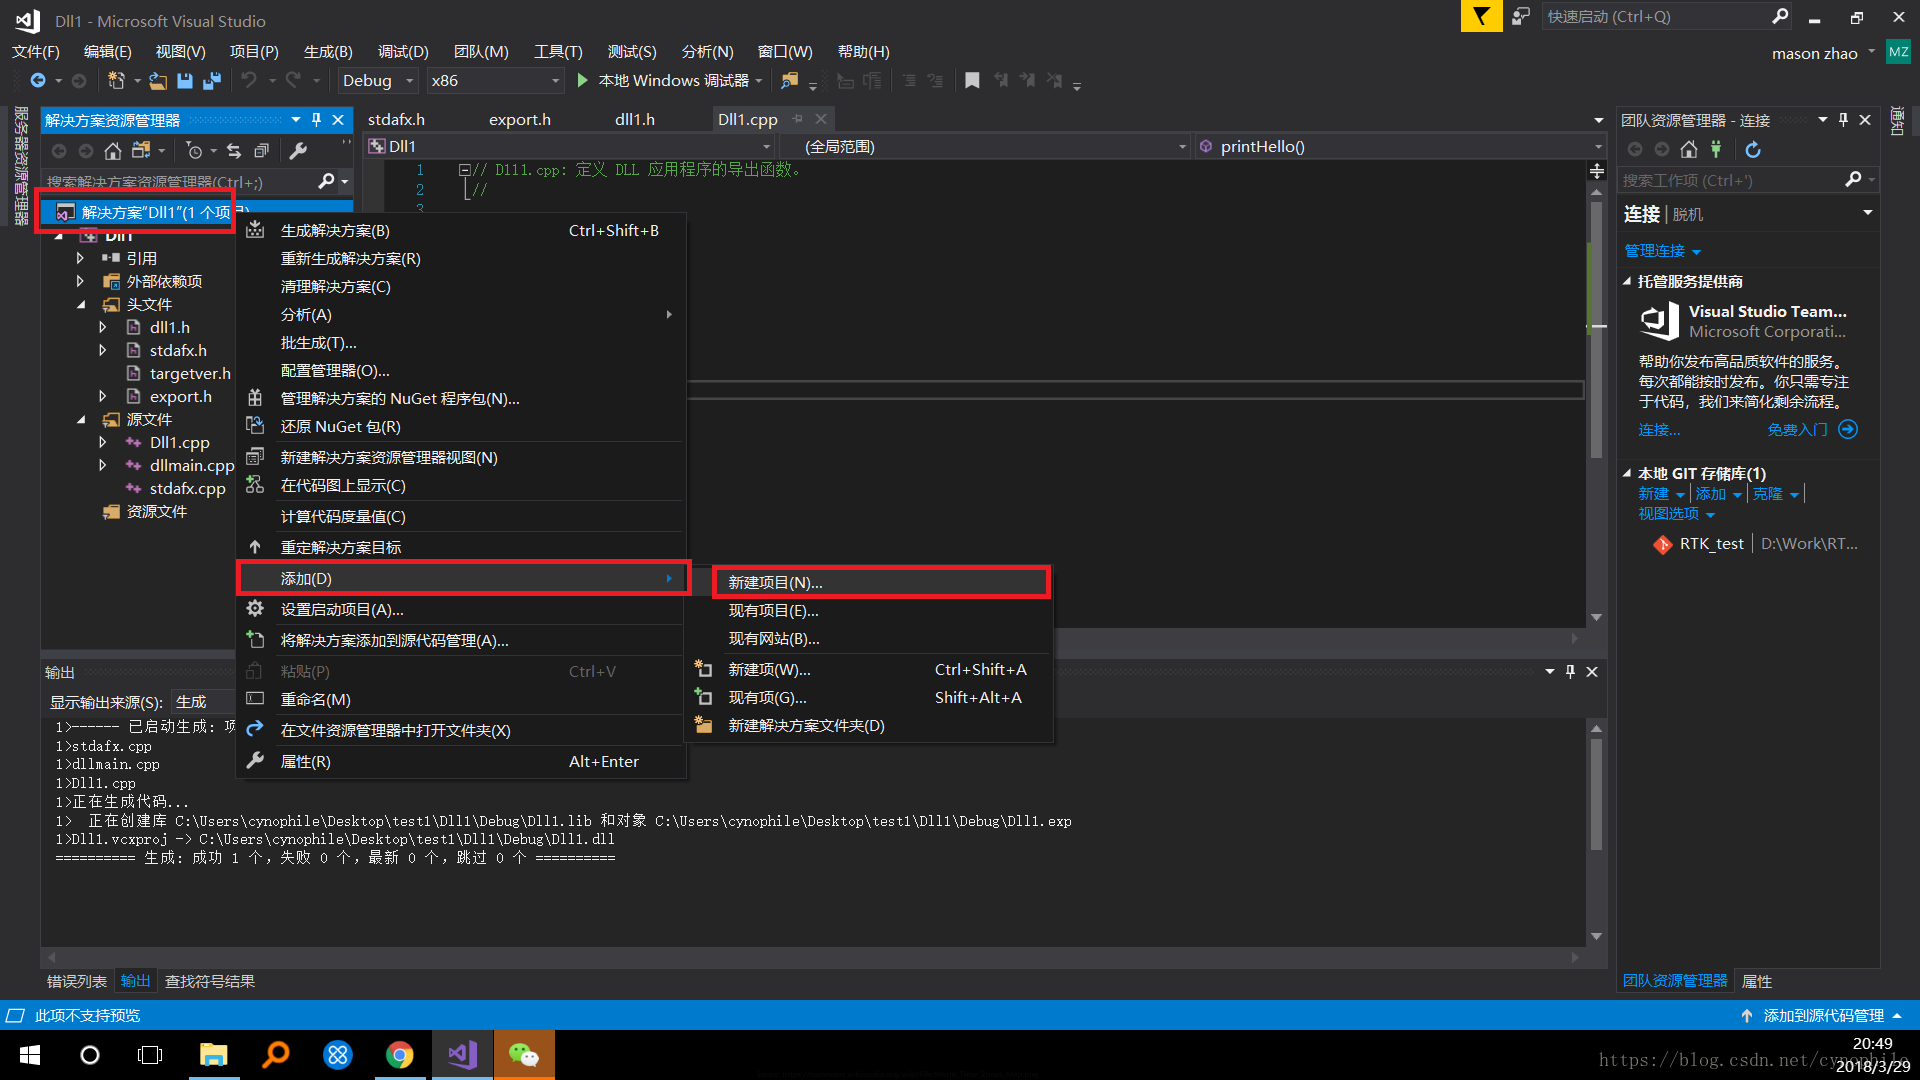 Dll1 - Microsoft Visual Studio
快速启动 (Ctrl+Q)
文件(F) 编辑(E) 视图(V) 项目(P) 生成(B) 调试(D) 团队(M) 工具(T) 测试(S) 分析(N) 窗口(W) 帮助(H)
mason zhao MZ
Debug x86 本地 Windows 调试器
服务器资源管理器
解决方案资源管理器
搜索解决方案资源管理器(Ctrl+;)
解决方案"Dll1"(1 个项目)
Dll1
引用
外部依赖项
头文件
dll1.h
stdafx.h
targetver.h
export.h
源文件
Dll1.cpp
dllmain.cpp
stdafx.cpp
资源文件
stdafx.h export.h dll1.h Dll1.cpp
Dll1 (全局范围) printHello()
1 // Dll1.cpp: 定义 DLL 应用程序的导出函数。
2 //
3
生成解决方案(B) Ctrl+Shift+B
重新生成解决方案(R)
清理解决方案(C)
分析(A)
批生成(T)...
配置管理器(O)...
管理解决方案的 NuGet 程序包(N)...
还原 NuGet 包(R)
新建解决方案资源管理器视图(N)
在代码图上显示(C)
计算代码度量值(C)
重定解决方案目标
添加(D)
设置启动项目(A)...
将解决方案添加到源代码管理(A)...
粘贴(P) Ctrl+V
重命名(M)
在文件资源管理器中打开文件夹(X)
属性(R) Alt+Enter
新建项目(N)...
现有项目(E)...
现有网站(B)...
新建项(W)... Ctrl+Shift+A
现有项(G)... Shift+Alt+A
新建解决方案文件夹(D)
输出
显示输出来源(S): 生成
1>------ 已启动生成: 项
1>stdafx.cpp
1>dllmain.cpp
1>Dll1.cpp
1>正在生成代码...
1> 正在创建库 C:\Users\cynophile\Desktop\test1\Dll1\Debug\Dll1.lib 和对象 C:\Users\cynophile\Desktop\test1\Dll1\Debug\Dll1.exp
1>Dll1.vcxproj -> C:\Users\cynophile\Desktop\test1\Dll1\Debug\Dll1.dll
========== 生成: 成功 1 个，失败 0 个，最新 0 个，跳过 0 个 ==========
错误列表 输出 查找符号结果
团队资源管理器 - 连接
通知
搜索工作项 (Ctrl+')
连接 | 脱机
管理连接
托管服务提供商
Visual Studio Team...
Microsoft Corporati...
帮助你发布高品质软件的服务。
每次都能按时发布。你只需专注
于代码，我们来简化剩余流程。
连接... 免费入门
本地 GIT 存储库(1)
新建 添加 克隆
视图选项
RTK_test D:\Work\RT...
团队资源管理器 属性
此项不支持预览
添加到源代码管理
20:49
https://blog.csdn.net/cynophile
2018/3/29